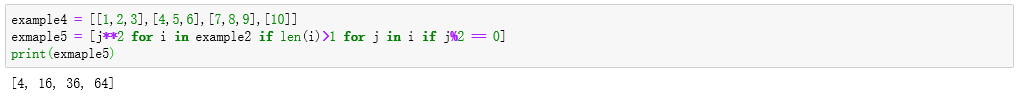 example4 = [[1,2,3],[4,5,6],[7,8,9],[10]]
exmaple5 = [j**2 for i in example2 if len(i)>1 for j in i if j%2 == 0]
print(exmaple5)
[4, 16, 36, 64]